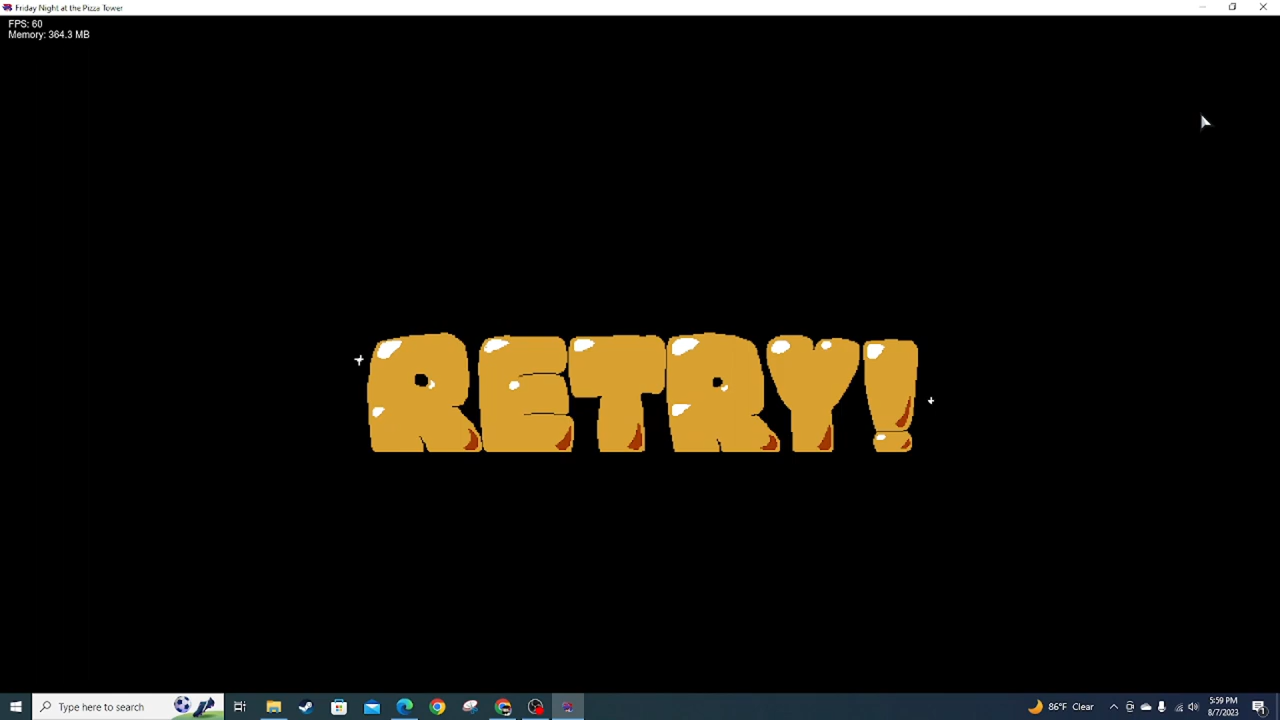 Friday Night at the Pizza Tower
FPS: 60
Memory: 364.3 MB
RETRY!
Type here to search
86°F Clear
5:59 PM
8/7/2023